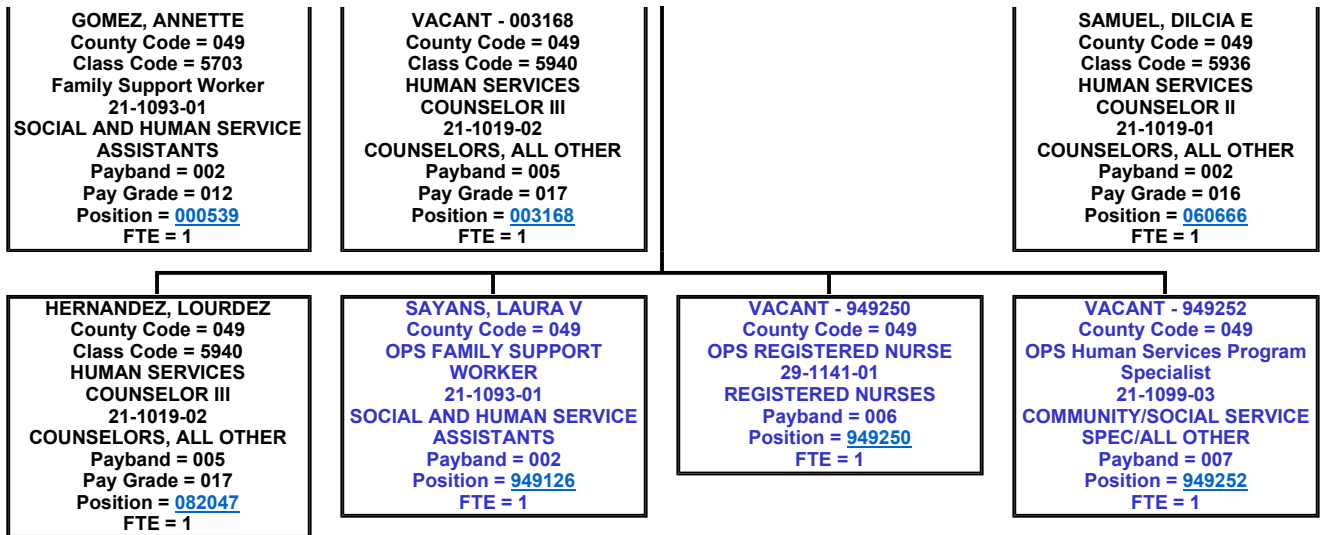 GOMEZ, ANNETTE
County Code = 049
Class Code = 5703
Family Support Worker
21-1093-01
SOCIAL AND HUMAN SERVICE
ASSISTANTS
Payband = 002
Pay Grade = 012
Position = 000539
FTE = 1
VACANT - 003168
County Code = 049
Class Code = 5940
HUMAN SERVICES
COUNSELOR III
21-1019-02
COUNSELORS, ALL OTHER
Payband = 005
Pay Grade = 017
Position = 003168
FTE = 1
SAMUEL, DILCIA E
County Code = 049
Class Code = 5936
HUMAN SERVICES
COUNSELOR II
21-1019-01
COUNSELORS, ALL OTHER
Payband = 002
Pay Grade = 016
Position = 060666
FTE = 1
HERNANDEZ, LOURDEZ
County Code = 049
Class Code = 5940
HUMAN SERVICES
COUNSELOR III
21-1019-02
COUNSELORS, ALL OTHER
Payband = 005
Pay Grade = 017
Position = 082047
FTE = 1
SAYANS, LAURA V
County Code = 049
OPS FAMILY SUPPORT
WORKER
21-1093-01
SOCIAL AND HUMAN SERVICE
ASSISTANTS
Payband = 002
Position = 949126
FTE = 1
VACANT - 949250
County Code = 049
OPS REGISTERED NURSE
29-1141-01
REGISTERED NURSES
Payband = 006
Position = 949250
FTE = 1
VACANT - 949252
County Code = 049
OPS Human Services Program
Specialist
21-1099-03
COMMUNITY/SOCIAL SERVICE
SPEC/ALL OTHER
Payband = 007
Position = 949252
FTE = 1